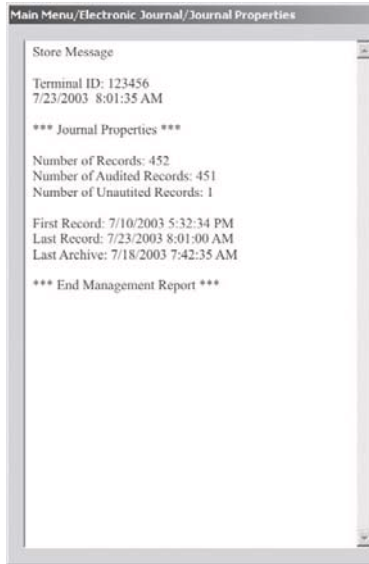 Main Menu/Electronic Journal/Journal Properties
Store Message
Terminal ID: 123456
7/23/2003 8:01:35 AM
*** Journal Properties ***
Number of Records: 452
Number of Audited Records: 451
Number of Unautited Records: 1
First Record: 7/10/2003 5:32:34 PM
Last Record: 7/23/2003 8:01:00 AM
Last Archive: 7/18/2003 7:42:35 AM
*** End Management Report ***